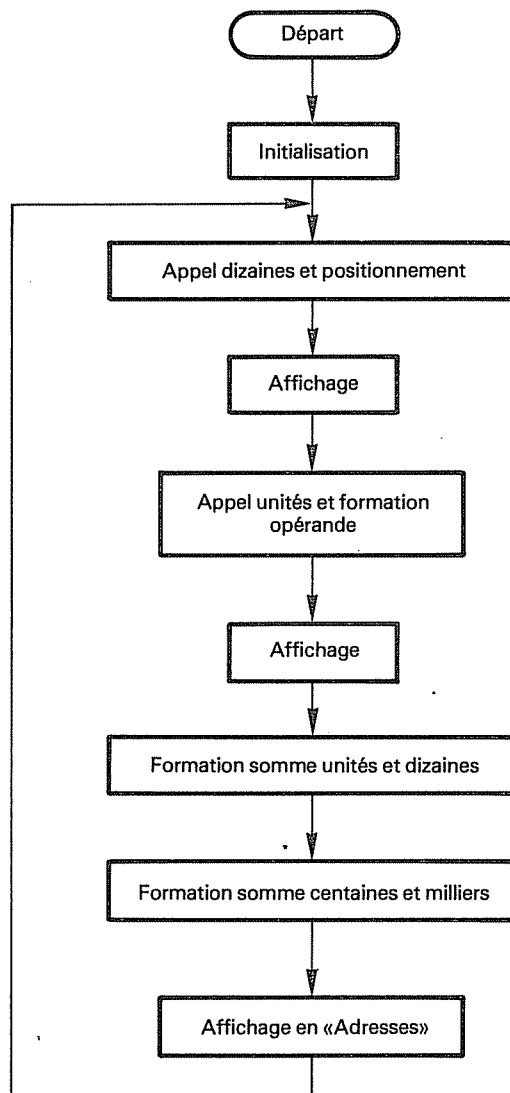 Départ
Initialisation
Appel dizaines et positionnement
Affichage
Appel unités et formation
opérande
Affichage
Formation somme unités et dizaines
Formation somme centaines et milliers
Affichage en «Adresses»